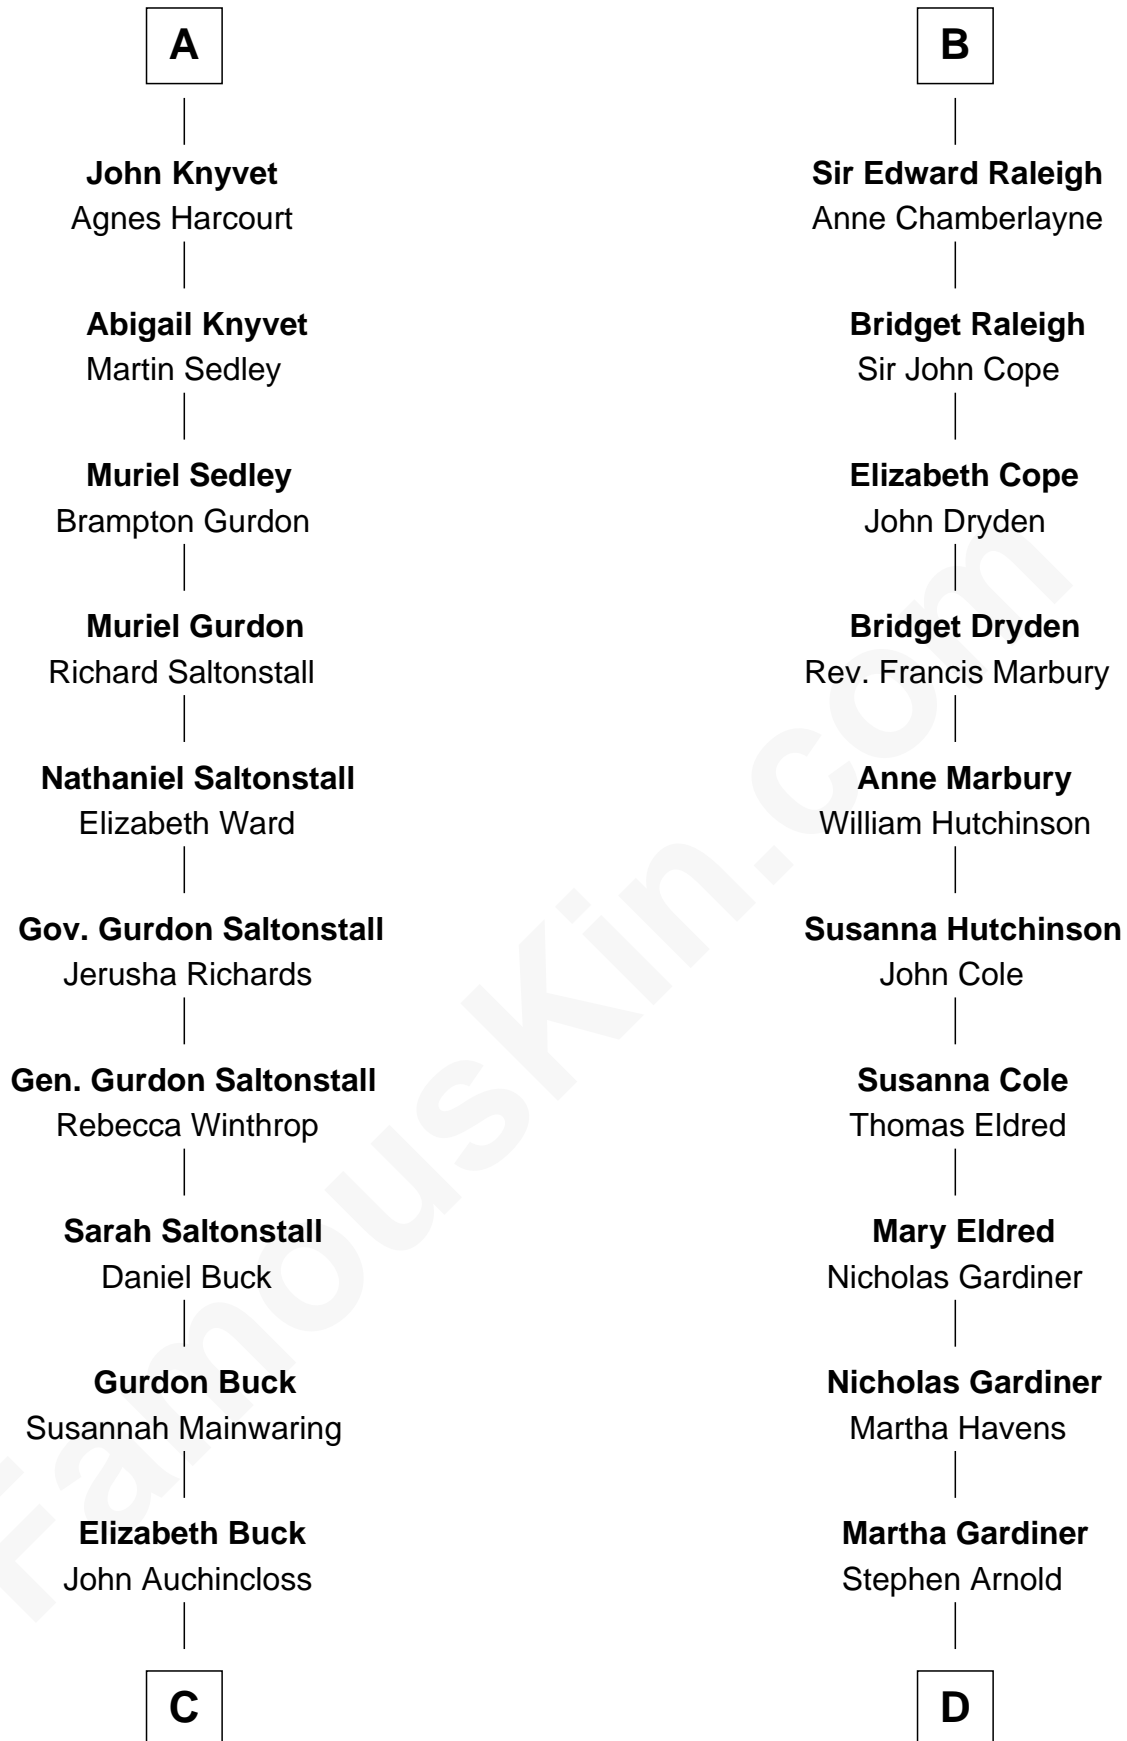 A
John Knyvet
Agnes Harcourt
Abigail Knyvet
Martin Sedley
Muriel Sedley
Brampton Gurdon
Muriel Gurdon
Richard Saltonstall
Nathaniel Saltonstall
Elizabeth Ward
Gov. Gurdon Saltonstall
Jerusha Richards
Gen. Gurdon Saltonstall
Rebecca Winthrop
Sarah Saltonstall
Daniel Buck
Gurdon Buck
Susannah Mainwaring
Elizabeth Buck
John Auchincloss
C
B
Sir Edward Raleigh
Anne Chamberlayne
Bridget Raleigh
Sir John Cope
Elizabeth Cope
John Dryden
Bridget Dryden
Rev. Francis Marbury
Anne Marbury
William Hutchinson
Susanna Hutchinson
John Cole
Susanna Cole
Thomas Eldred
Mary Eldred
Nicholas Gardiner
Nicholas Gardiner
Martha Havens
Martha Gardiner
Stephen Arnold
D
FamousKin.com